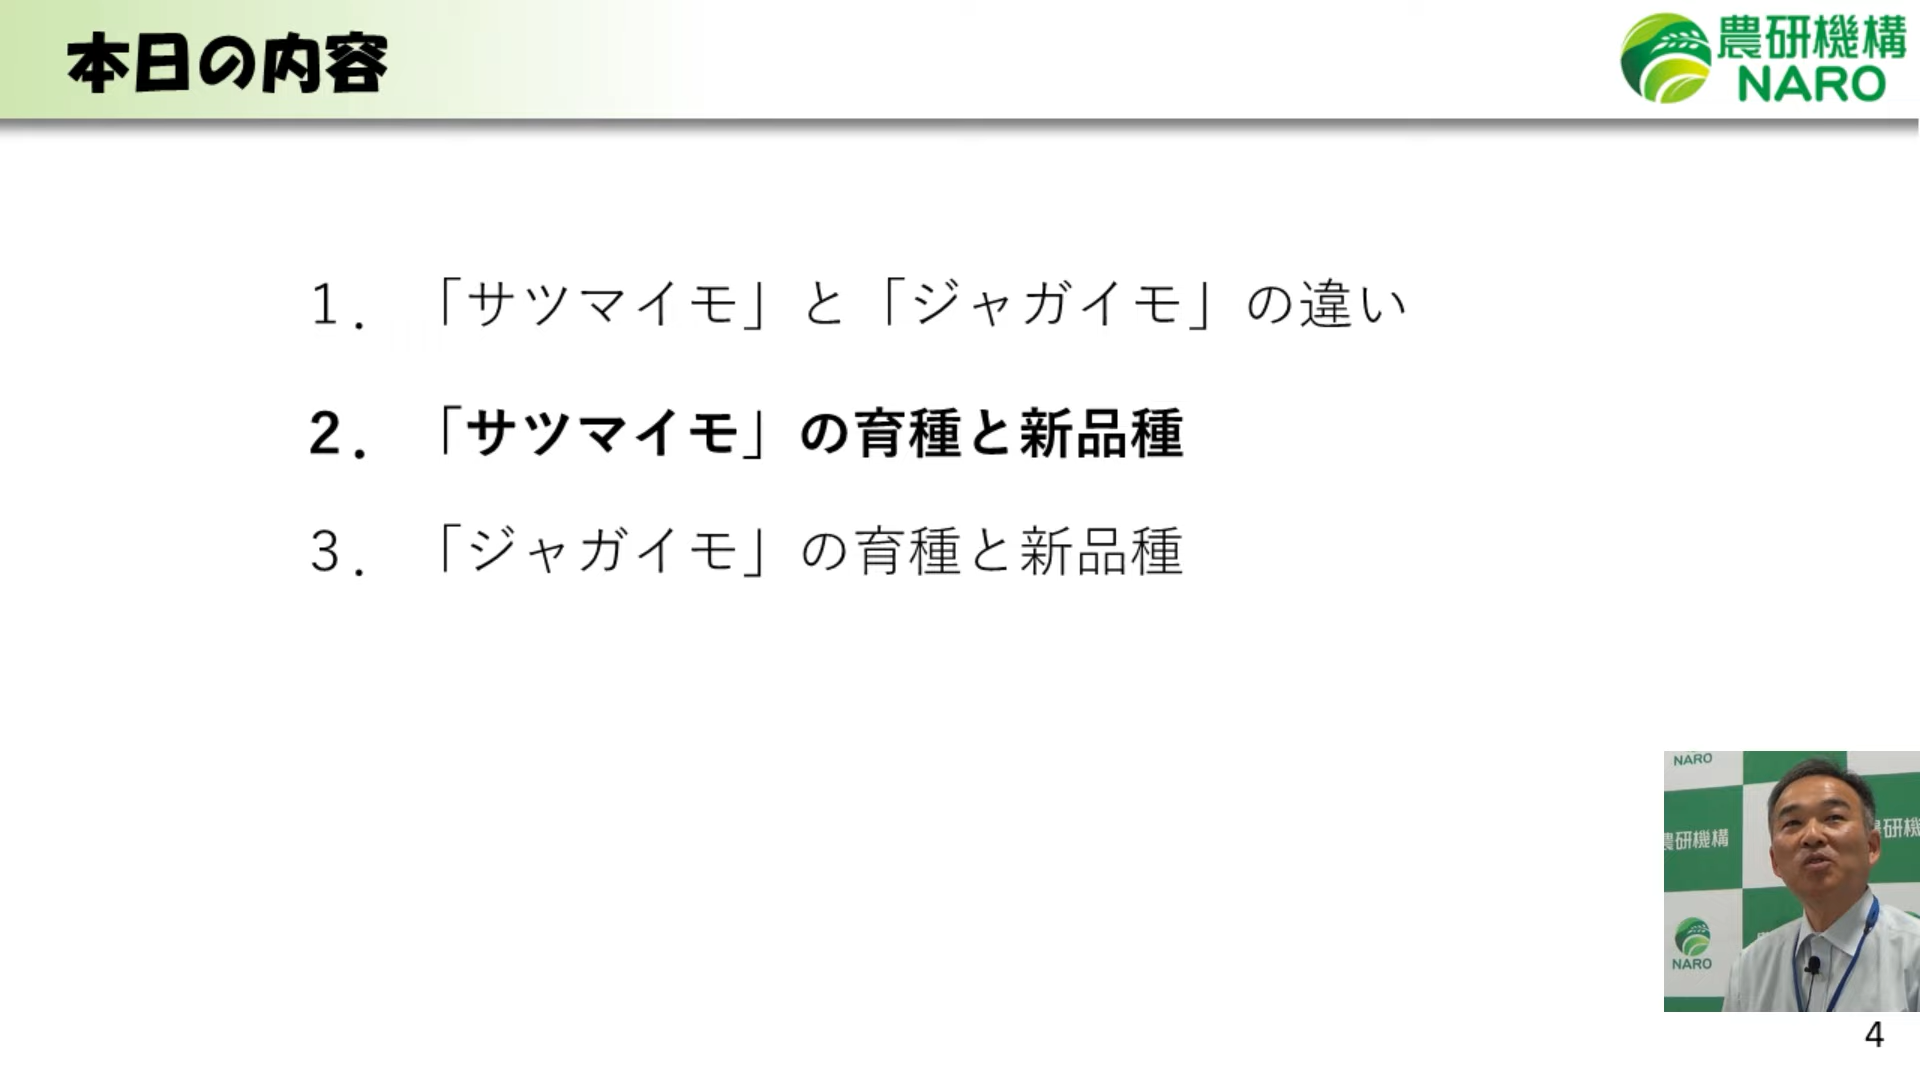 本日の内容
農研機構
NARO
１．「サツマイモ」と「ジャガイモ」の違い
２．「サツマイモ」の育種と新品種
３．「ジャガイモ」の育種と新品種
NARO
農研機構
NARO
4